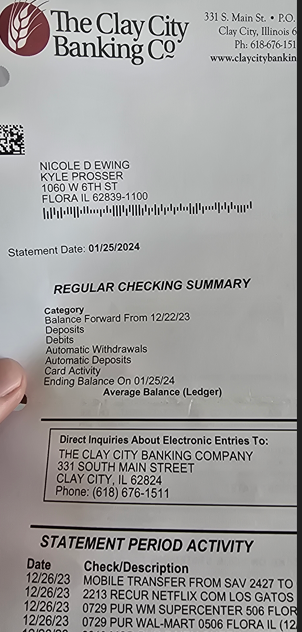 The Clay City
Banking Co
331 S. Main St. • P.O.
Clay City, Illinois 6
Ph: 618-676-151
www.claycitybankin
NICOLE D EWING
KYLE PROSSER
1060 W 6TH ST
FLORA IL 62839-1100
Statement Date: 01/25/2024
REGULAR CHECKING SUMMARY
Category
Balance Forward From 12/22/23
Deposits
Debits
Automatic Withdrawals
Automatic Deposits
Card Activity
Ending Balance On 01/25/24
Average Balance (Ledger)
Direct Inquiries About Electronic Entries To:
THE CLAY CITY BANKING COMPANY
331 SOUTH MAIN STREET
CLAY CITY, IL 62824
Phone: (618) 676-1511
STATEMENT PERIOD ACTIVITY
Date Check/Description
12/26/23 MOBILE TRANSFER FROM SAV 2427 TO
12/26/23 2213 RECUR NETFLIX COM LOS GATOS
12/26/23 0729 PUR WM SUPERCENTER 506 FLOR
12/26/23 0729 PUR WAL-MART 0506 FLORA IL (12